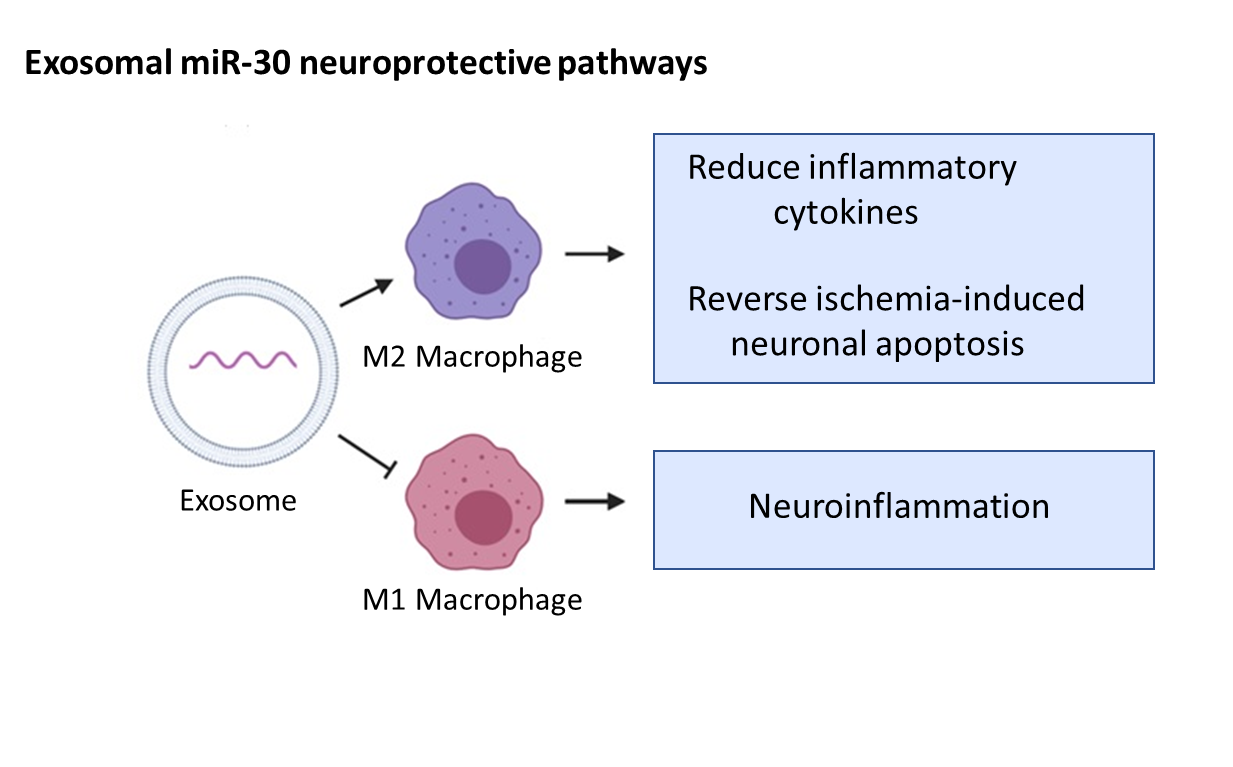 Exosomal miR-30 neuroprotective pathways
Reduce inflammatory
cytokines
Reverse ischemia-induced
neuronal apoptosis
M2 Macrophage
Exosome
Neuroinflammation
M1 Macrophage